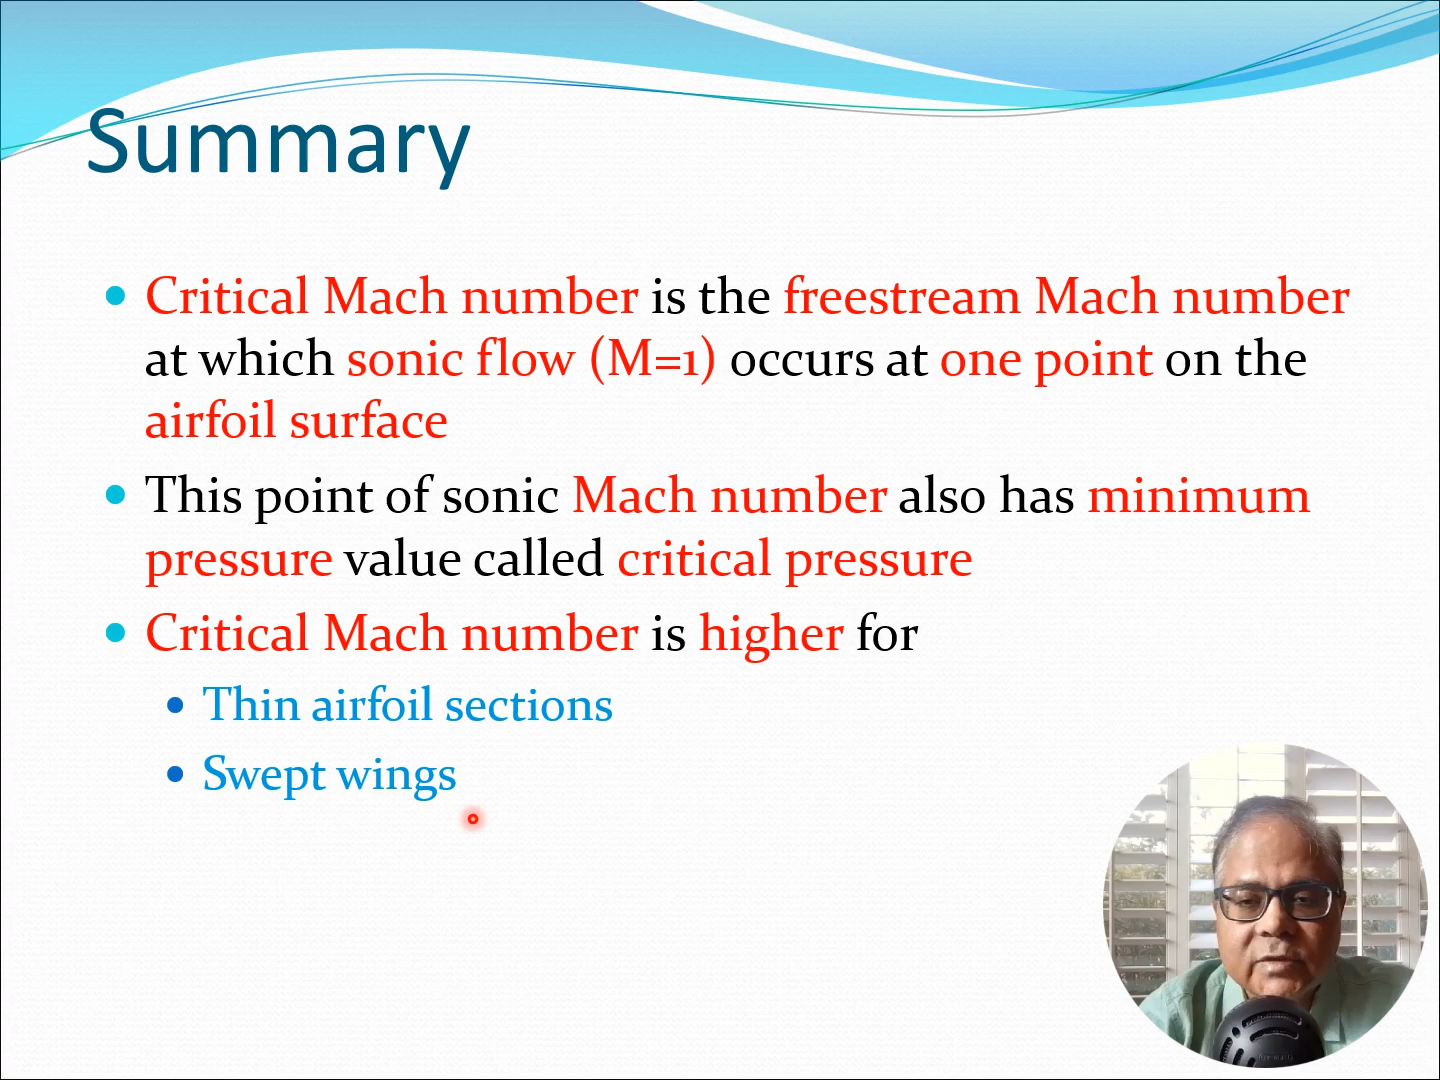 Summary
Critical Mach number is the freestream Mach number
at which sonic flow (M=1) occurs at one point on the
airfoil surface
This point of sonic Mach number also has minimum
pressure value called critical pressure
Critical Mach number is higher for
Thin airfoil sections
Swept wings